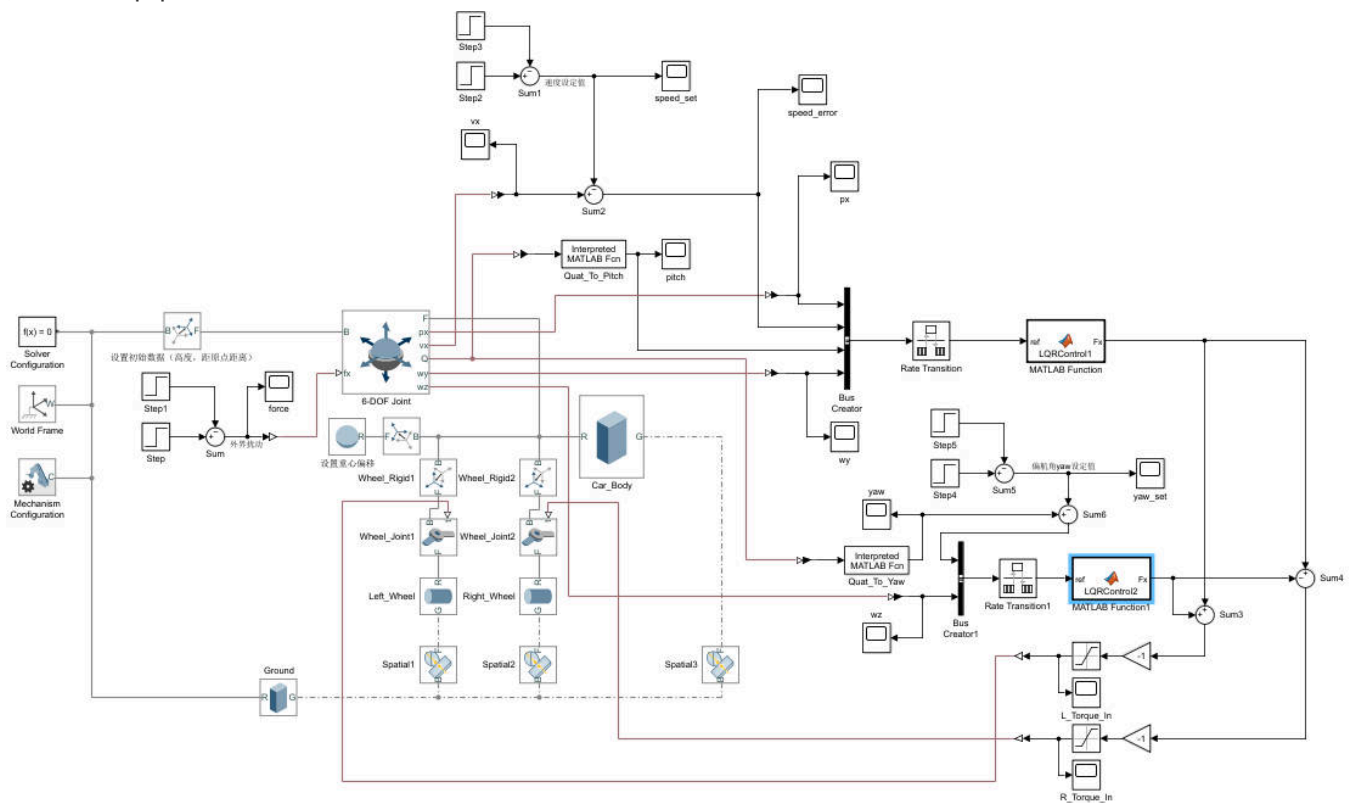 Step3
Step2
Sum1
速度设定值
speed_set
speed_error
vx
Sum2
px
Interpreted
MATLAB Fcn
Quat_To_Pitch
pitch
f(x) = 0
Solver
Configuration
B
F
设置初始数据（高度，距原点距离）
B
fx
F
px
vx
Q
wy
wz
6-DOF Joint
Bus
Creator
Rate Transition
ref
Fx
LQRControl1
MATLAB Function
W
World Frame
Step1
Step
Sum
外界扰动
force
C
Mechanism
Configuration
R
F
B
设置重心偏移
R
G
Car_Body
wy
Step5
Step4
Sum5
偏航角yaw设定值
yaw_set
Sum6
yaw
B
Wheel_Rigid1
F
B
Wheel_Rigid2
F
B
Wheel_Joint1
F
B
Wheel_Joint2
F
Interpreted
MATLAB Fcn
Quat_To_Yaw
wz
Bus
Creator1
Rate Transition1
ref
Fx
LQRControl2
MATLAB Function1
Sum4
Sum3
R
Left_Wheel
G
R
Right_Wheel
G
F
Spatial1
B
F
Spatial2
B
F
Spatial3
B
Ground
R
G
-1
L_Torque_In
-1
R_Torque_In